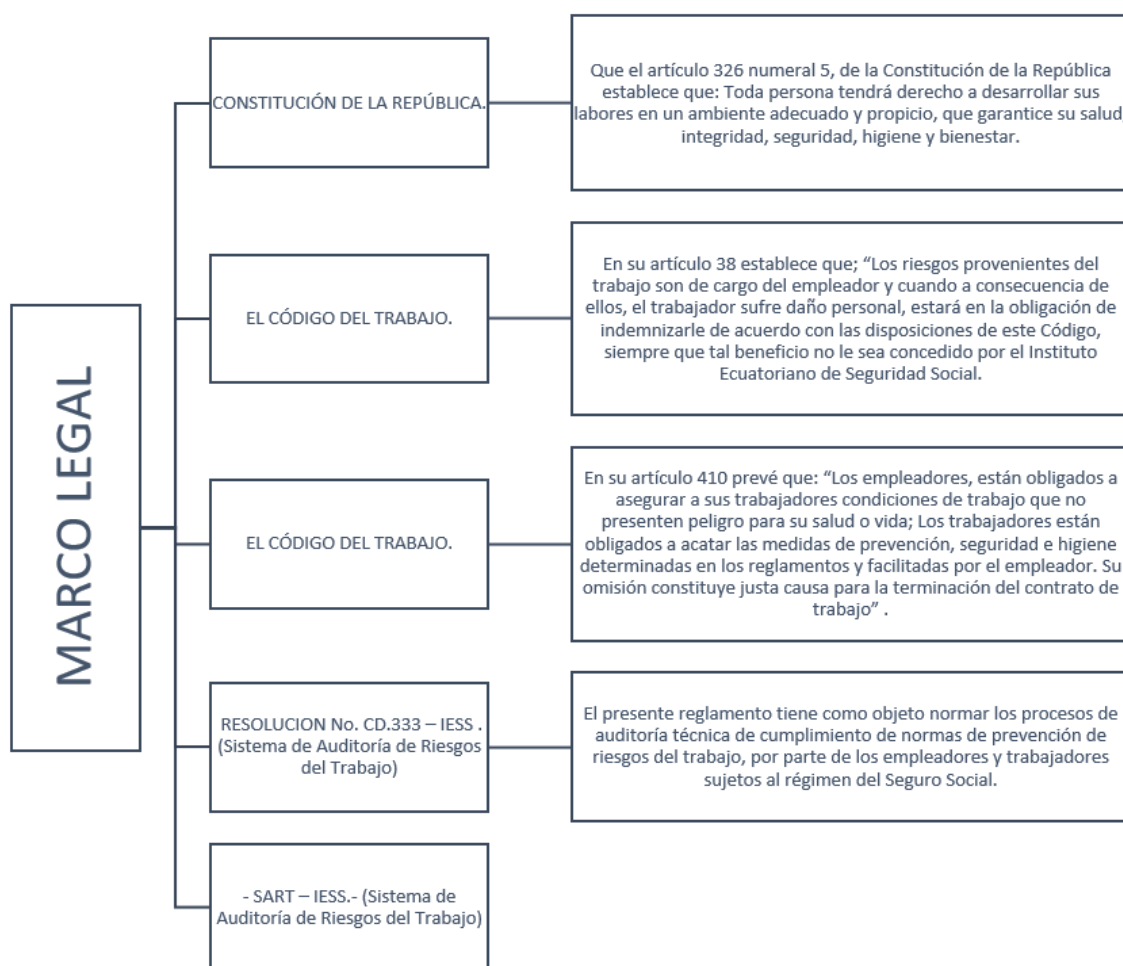 MARCO LEGAL
CONSTITUCIÓN DE LA REPÚBLICA.
Que el artículo 326 numeral 5, de la Constitución de la República
establece que: Toda persona tendrá derecho a desarrollar sus
labores en un ambiente adecuado y propicio, que garantice su salud,
integridad, seguridad, higiene y bienestar.
EL CÓDIGO DEL TRABAJO.
En su artículo 38 establece que; “Los riesgos provenientes del
trabajo son de cargo del empleador y cuando a consecuencia de
ellos, el trabajador sufre daño personal, estará en la obligación de
indemnizarle de acuerdo con las disposiciones de este Código,
siempre que tal beneficio no le sea concedido por el Instituto
Ecuatoriano de Seguridad Social.
EL CÓDIGO DEL TRABAJO.
En su artículo 410 prevé que: “Los empleadores, están obligados a
asegurar a sus trabajadores condiciones de trabajo que no
presenten peligro para su salud o vida; Los trabajadores están
obligados a acatar las medidas de prevención, seguridad e higiene
determinadas en los reglamentos y facilitadas por el empleador. Su
omisión constituye justa causa para la terminación del contrato de
trabajo” .
RESOLUCION No. CD.333 – IESS .
(Sistema de Auditoría de Riesgos
del Trabajo)
El presente reglamento tiene como objeto normar los procesos de
auditoría técnica de cumplimiento de normas de prevención de
riesgos del trabajo, por parte de los empleadores y trabajadores
sujetos al régimen del Seguro Social.
- SART – IESS.- (Sistema de
Auditoría de Riesgos del Trabajo)